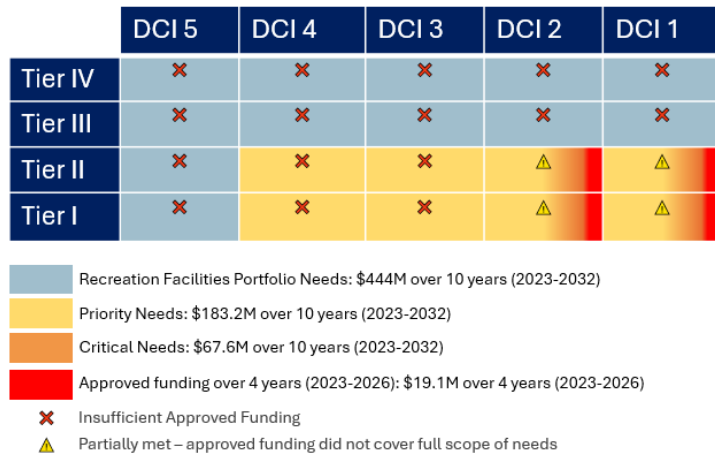 DCI 5 DCI 4 DCI 3 DCI 2 DCI 1
Tier IV
Tier III
Tier II
Tier I
Recreation Facilities Portfolio Needs: $444M over 10 years (2023-2032)
Priority Needs: $183.2M over 10 years (2023-2032)
Critical Needs: $67.6M over 10 years (2023-2032)
Approved funding over 4 years (2023-2026): $19.1M over 4 years (2023-2026)
Insufficient Approved Funding
Partially met – approved funding did not cover full scope of needs